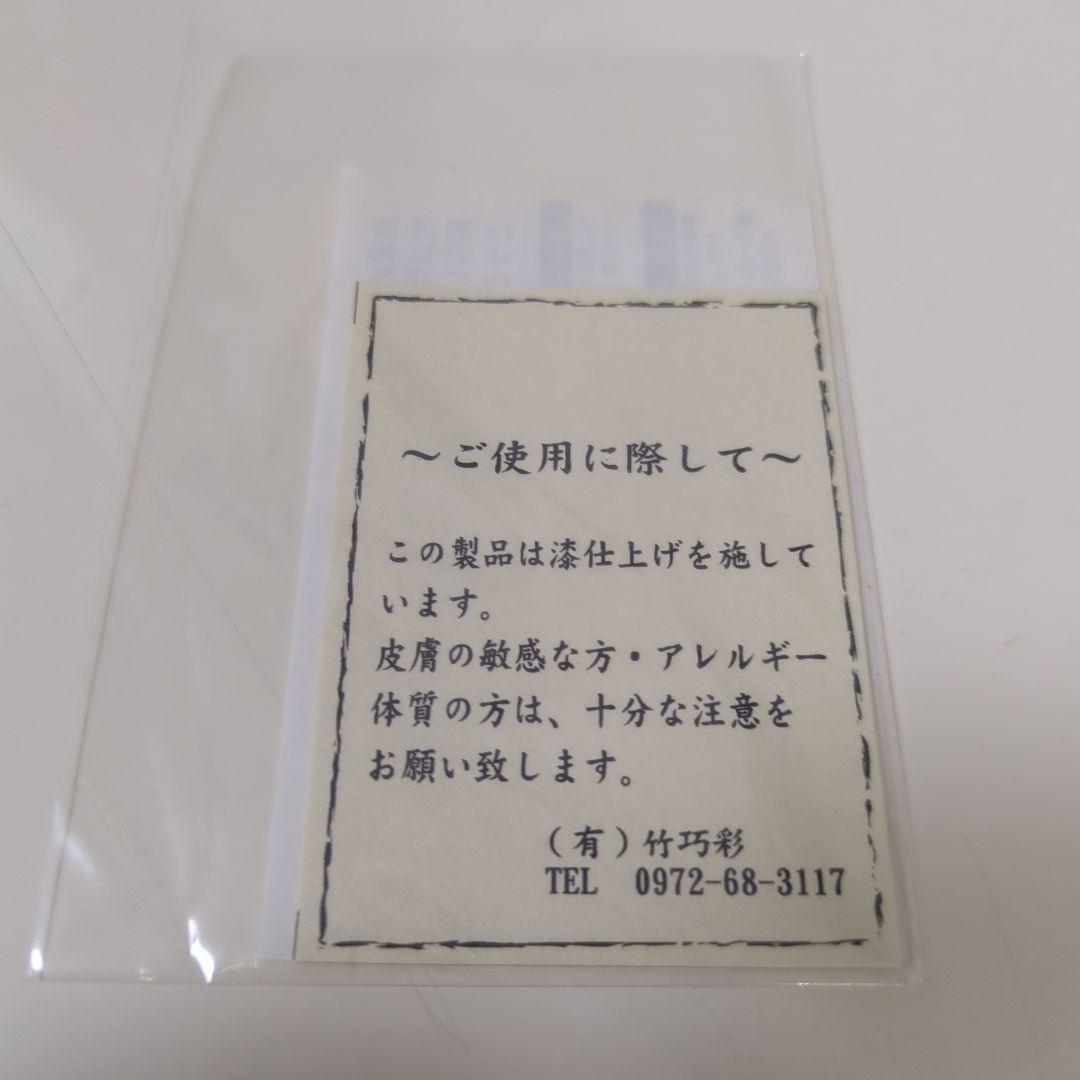 ～ご使用に際して～
この製品は漆仕上げを施して
います。
皮膚の敏感な方・アレルギー
体質の方は、十分な注意を
お願い致します。
（有）竹巧彩
TEL　0972-68-3117